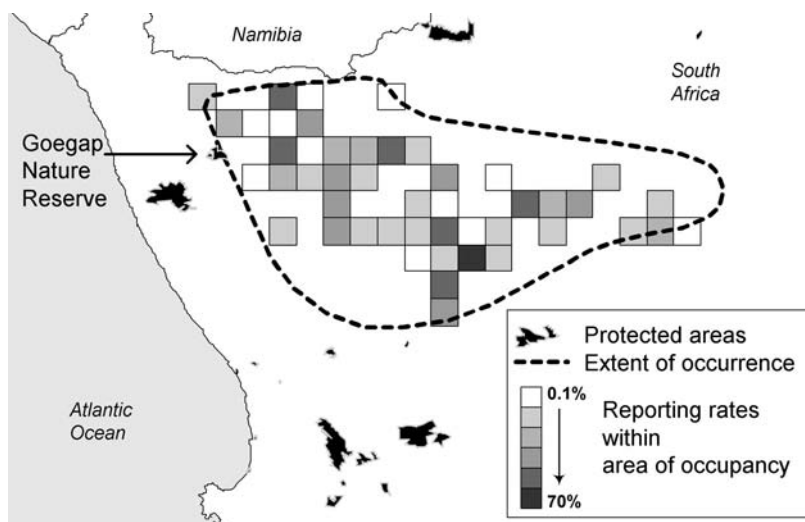 Namibia
South
Africa
Goegap
Nature
Reserve
Atlantic
Ocean
Protected areas
Extent of occurrence
0.1%
Reporting rates
within
area of occupancy
70%